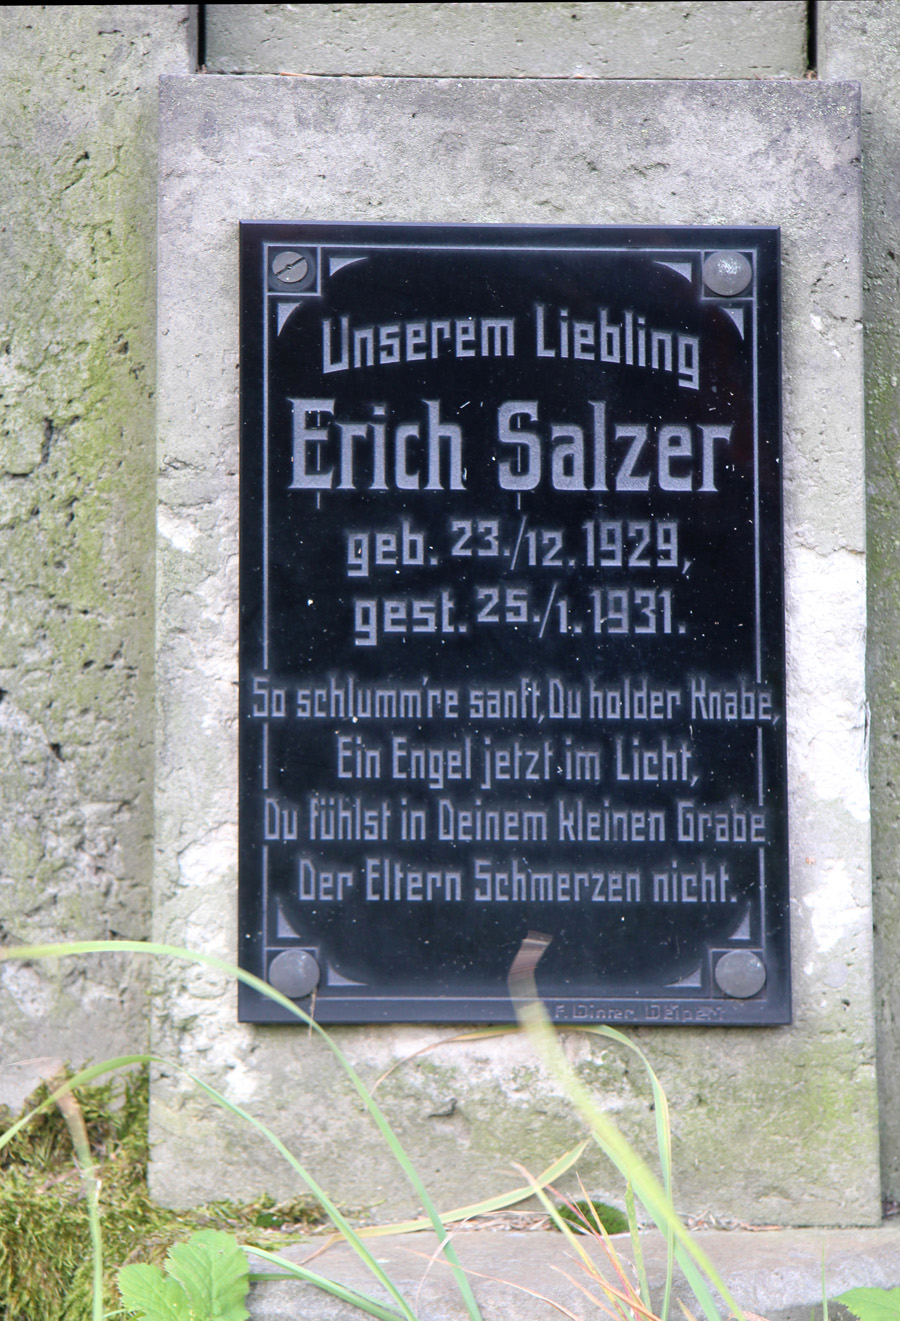 Unserem Liebling
Erich Salzer
geb. 23./12. 1929,
gest. 25./1. 1931.
So schlumm're sanft, Du holder Knabe,
Ein Engel jetzt im Licht,
Du fühlst in Deinem kleinen Grabe
Der Eltern Schmerzen nicht.
F.